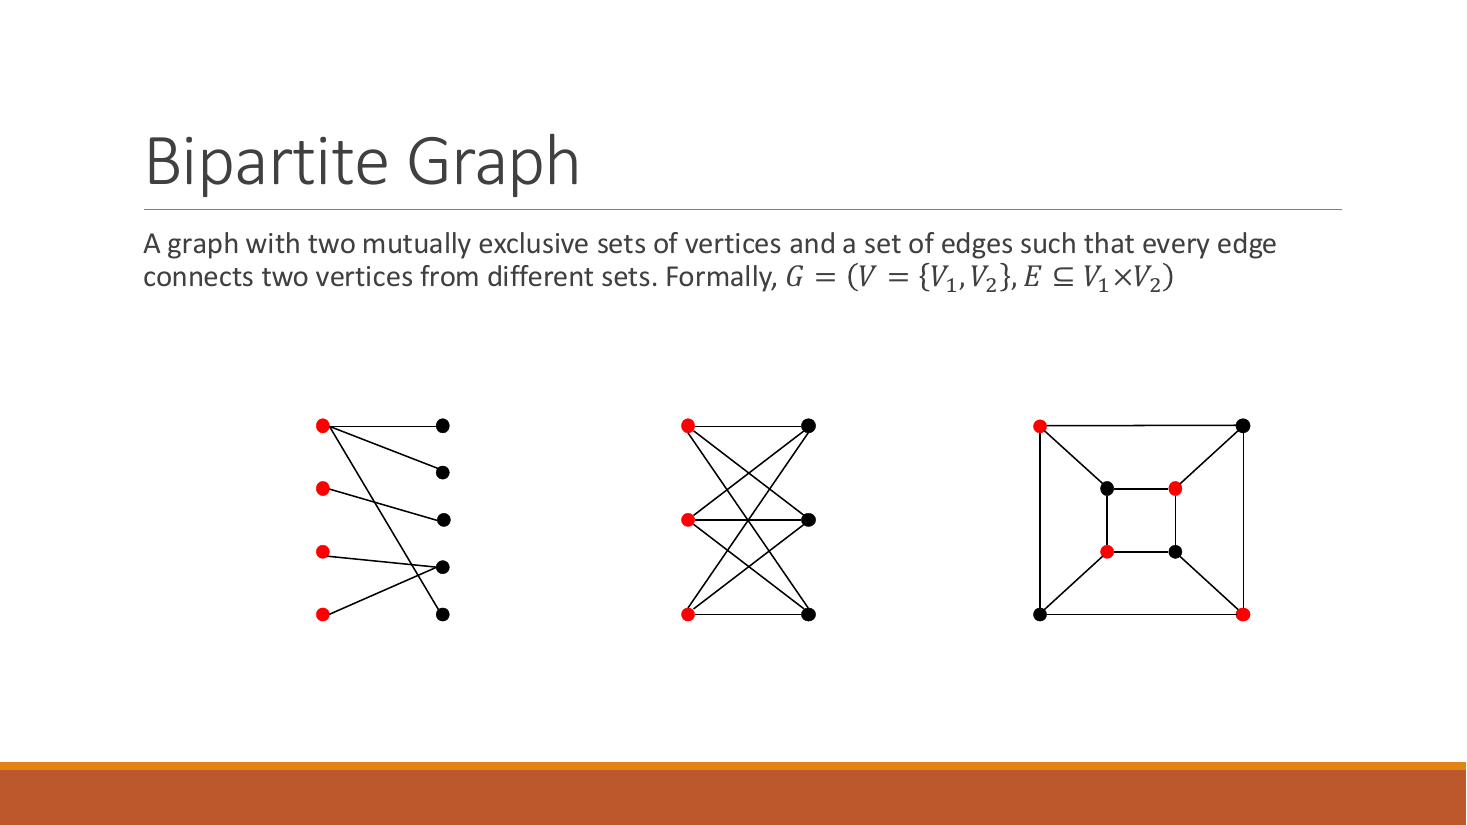 Bipartite Graph
A graph with two mutually exclusive sets of vertices and a set of edges such that every edge
connects two vertices from different sets. Formally, 𝐺 = (𝑉 = {𝑉₁, 𝑉₂}, 𝐸 ⊆ 𝑉₁×𝑉₂)